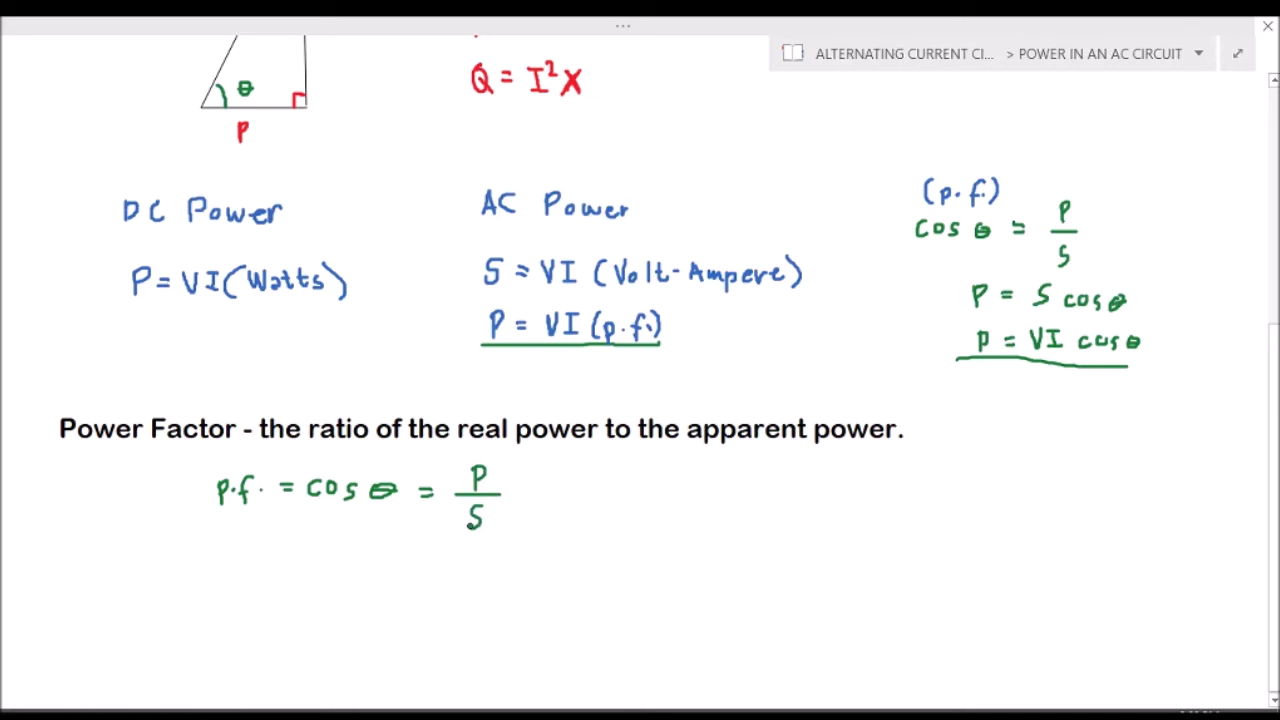 ALTERNATING CURRENT CI... > POWER IN AN AC CIRCUIT
Q = I²X
θ
P
DC Power
P = VI (Watts)
AC Power
S = VI (Volt-Ampere)
P = VI (p.f.)
(p.f.)
cos θ = P/S
P = S cos θ
P = VI cos θ
Power Factor - the ratio of the real power to the apparent power.
p.f. = cos θ = P/S